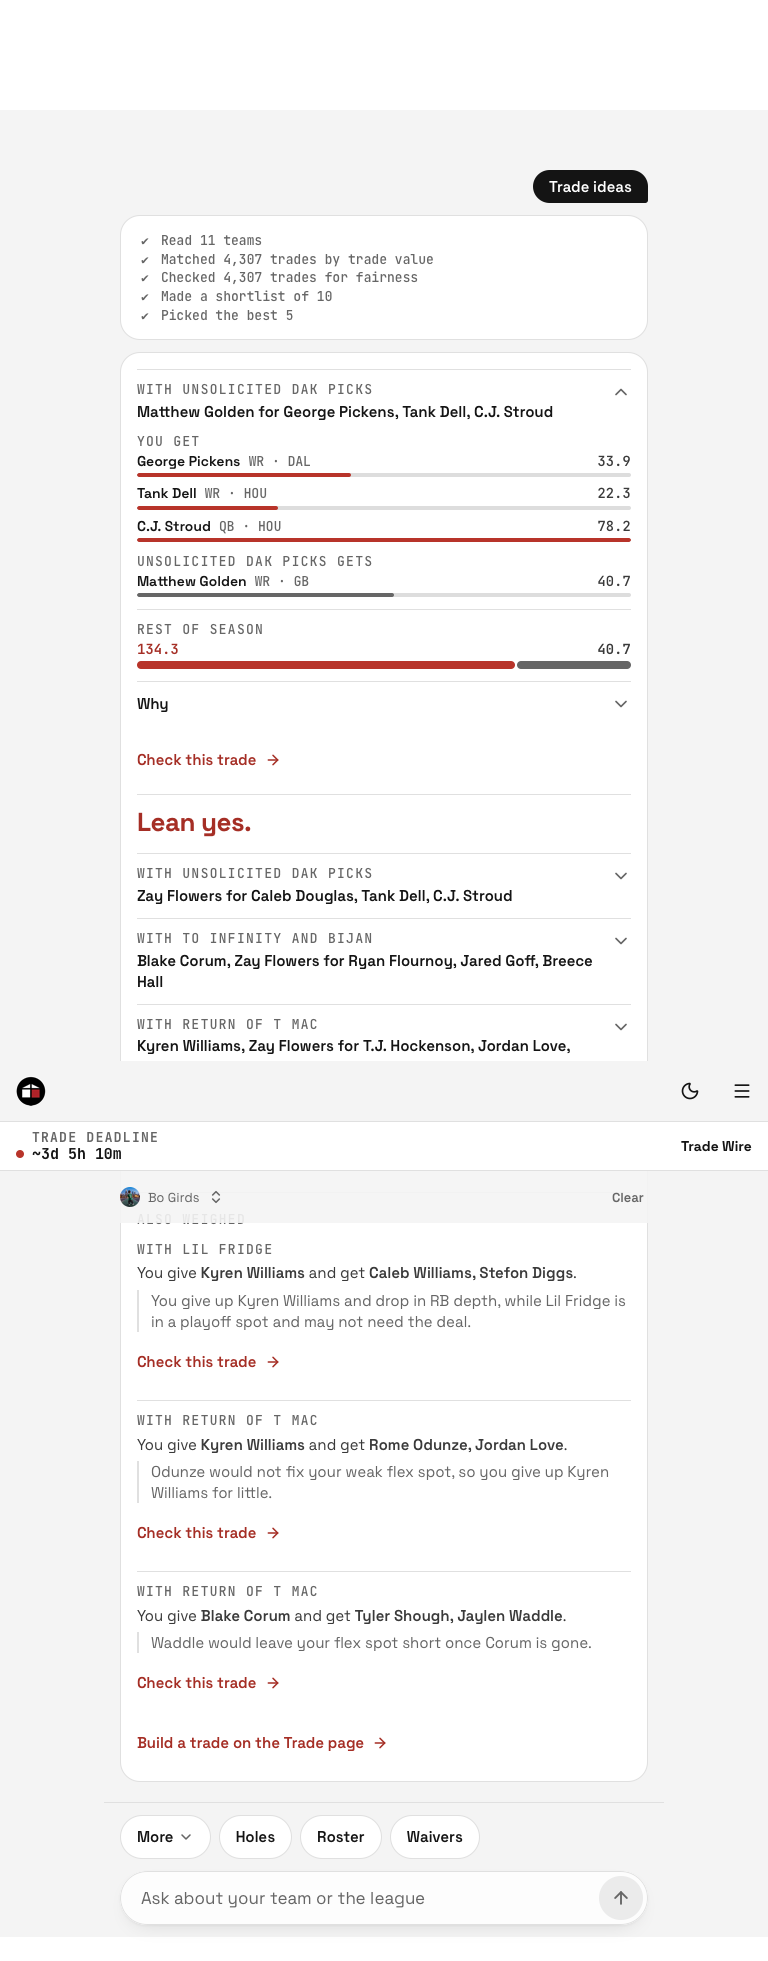 Trade ideas
✔ Read 11 teams
✔ Matched 4,307 trades by trade value
✔ Checked 4,307 trades for fairness
✔ Made a shortlist of 10
✔ Picked the best 5
WITH UNSOLICITED DAK PICKS
Matthew Golden for George Pickens, Tank Dell, C.J. Stroud
YOU GET
George Pickens WR · DAL 33.9
Tank Dell WR · HOU 22.3
C.J. Stroud QB · HOU 78.2
UNSOLICITED DAK PICKS GETS
Matthew Golden WR · GB 40.7
REST OF SEASON
134.3 40.7
Why
Check this trade →
Lean yes.
WITH UNSOLICITED DAK PICKS
Zay Flowers for Caleb Douglas, Tank Dell, C.J. Stroud
WITH TO INFINITY AND BIJAN
Blake Corum, Zay Flowers for Ryan Flournoy, Jared Goff, Breece
Hall
WITH RETURN OF T MAC
Kyren Williams, Zay Flowers for T.J. Hockenson, Jordan Love,
TRADE DEADLINE
~3d 5h 10m
Trade Wire
Bo Girds
Clear
ALSO WEIGHED
WITH LIL FRIDGE
You give Kyren Williams and get Caleb Williams, Stefon Diggs.
You give up Kyren Williams and drop in RB depth, while Lil Fridge is
in a playoff spot and may not need the deal.
Check this trade →
WITH RETURN OF T MAC
You give Kyren Williams and get Rome Odunze, Jordan Love.
Odunze would not fix your weak flex spot, so you give up Kyren
Williams for little.
Check this trade →
WITH RETURN OF T MAC
You give Blake Corum and get Tyler Shough, Jaylen Waddle.
Waddle would leave your flex spot short once Corum is gone.
Check this trade →
Build a trade on the Trade page →
More Holes Roster Waivers
Ask about your team or the league